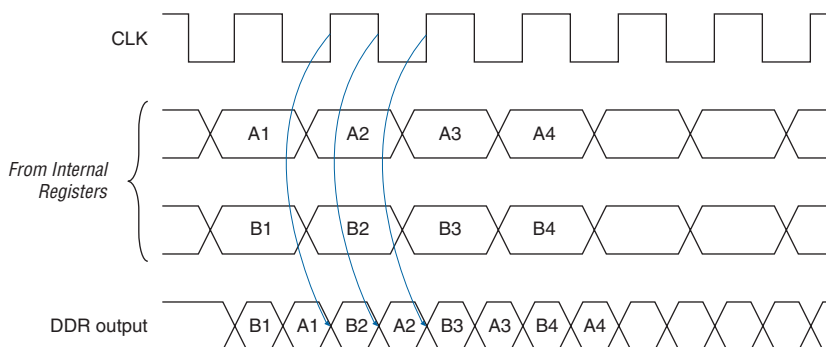 CLK
A1 A2 A3 A4
From Internal
Registers
B1 B2 B3 B4
DDR output B1 A1 B2 A2 B3 A3 B4 A4